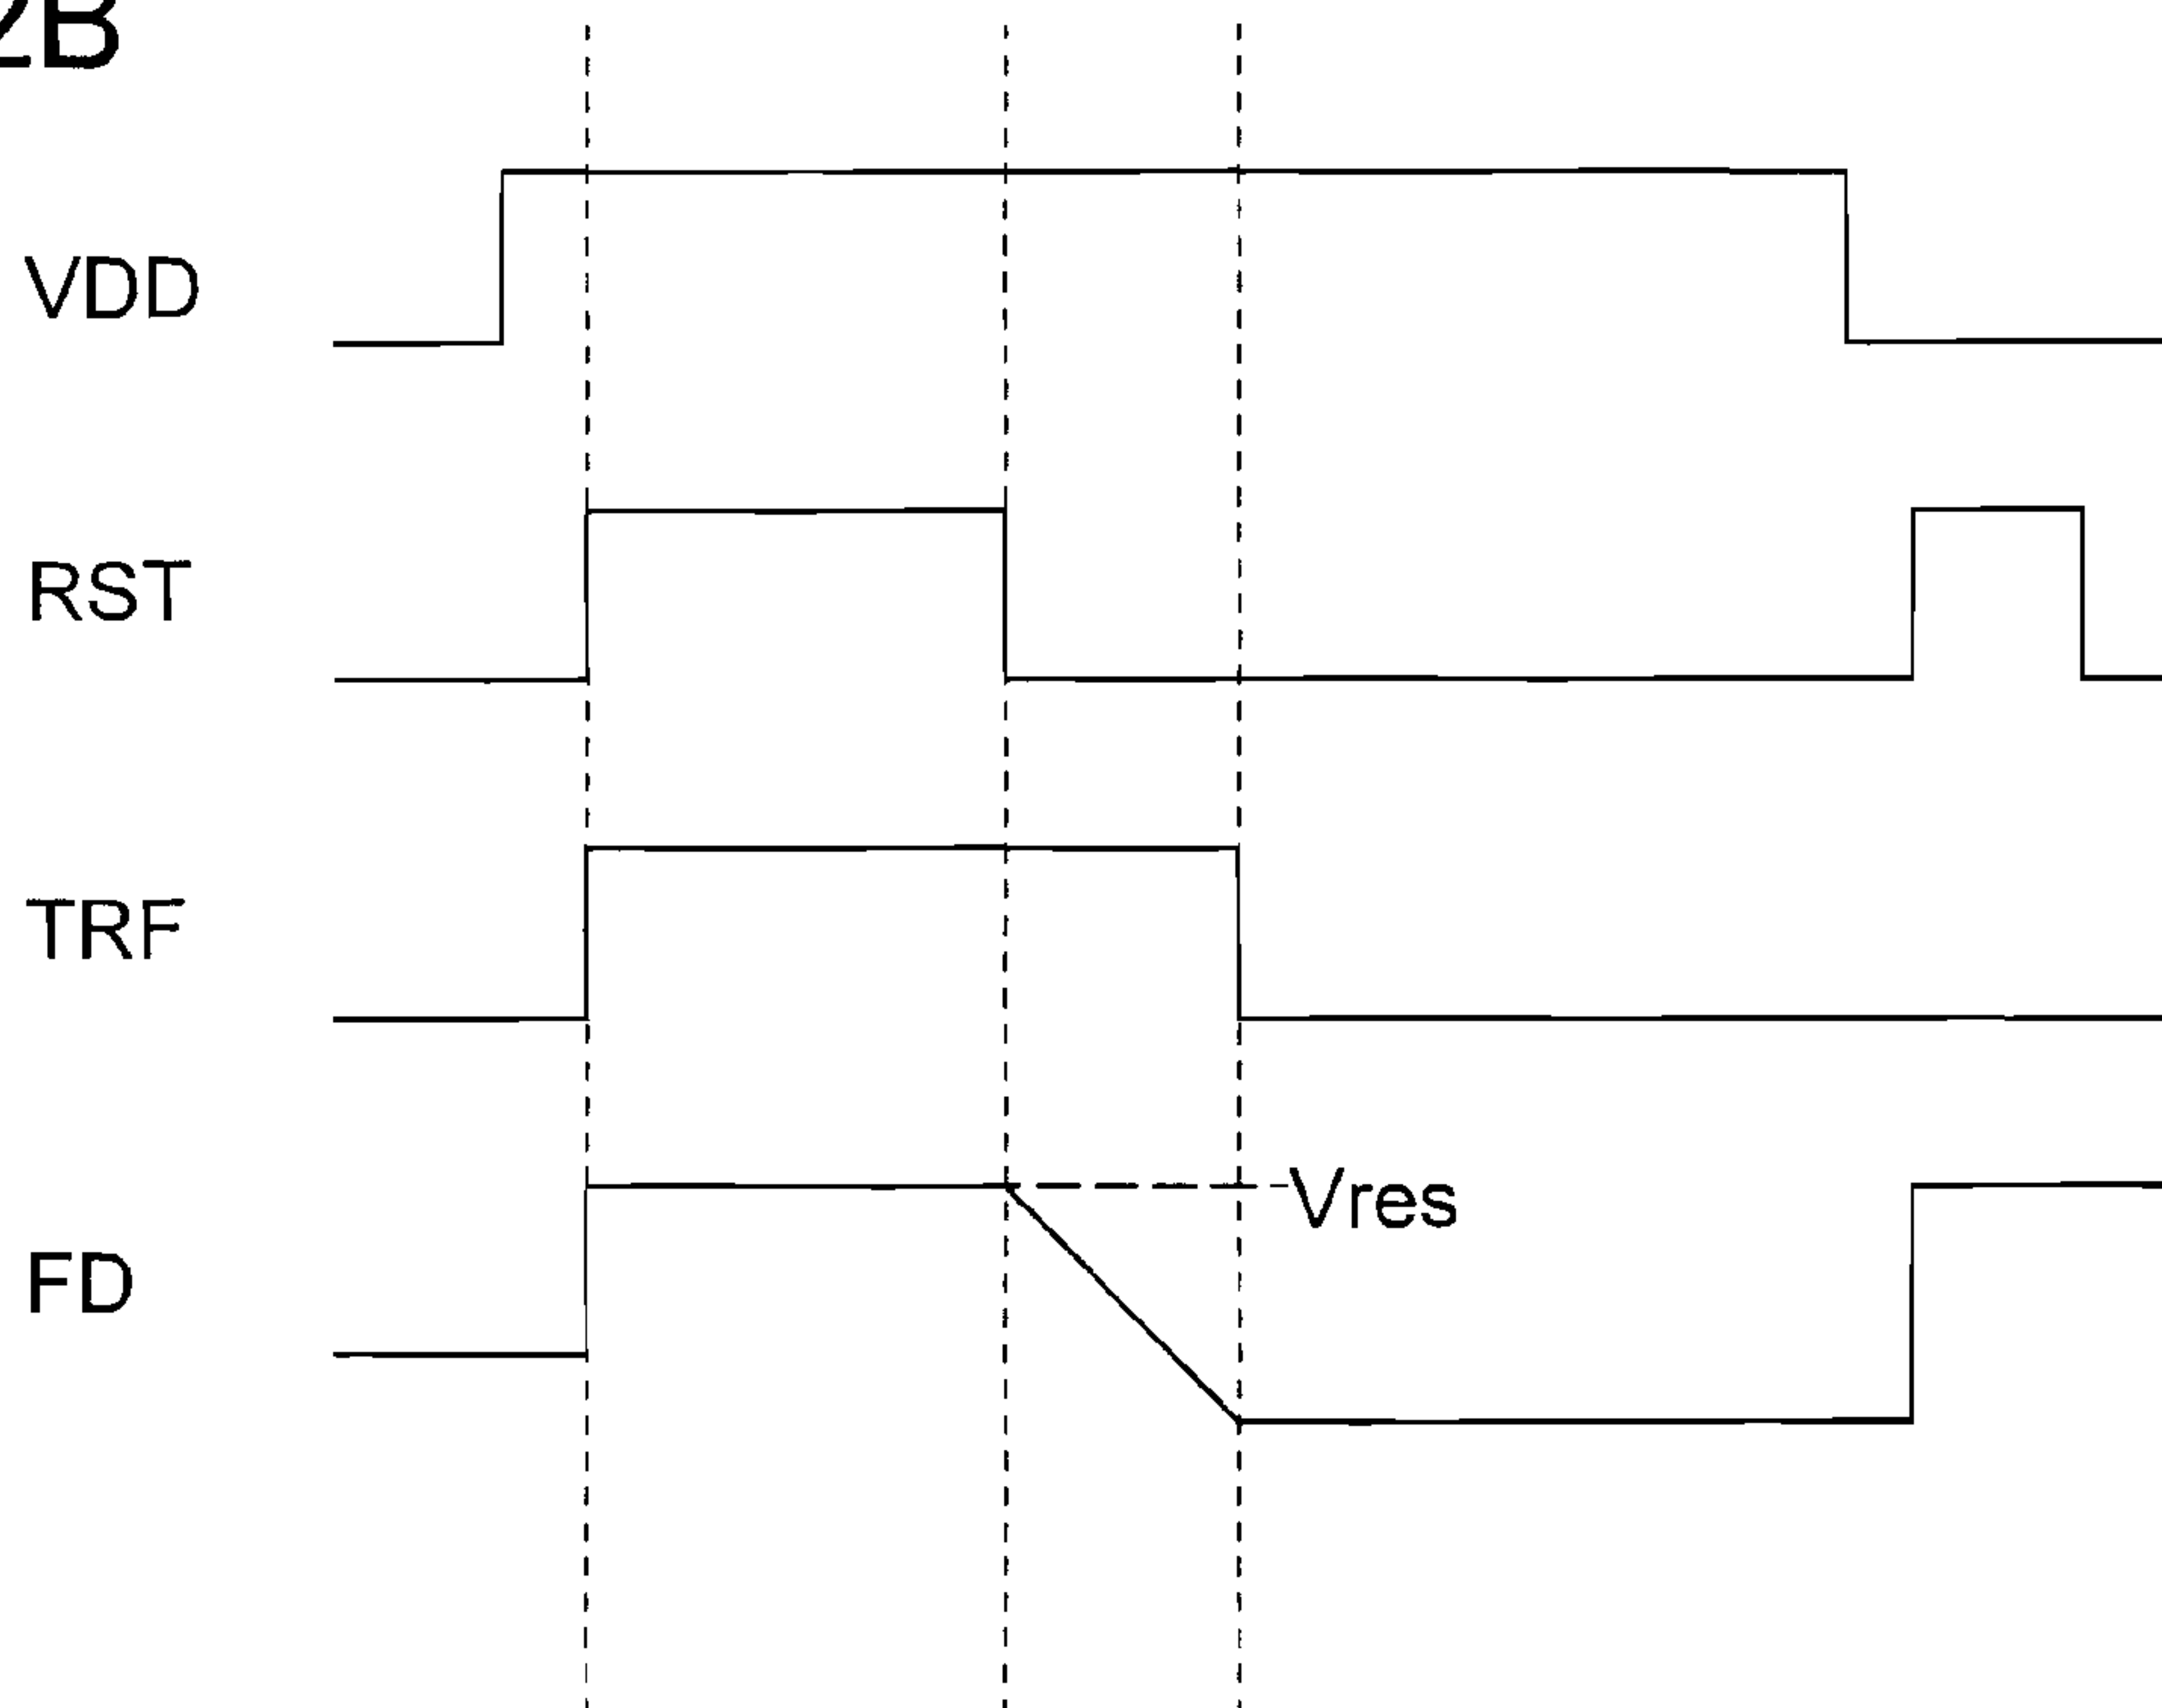 2B
VDD
RST
TRF
Vres
FD